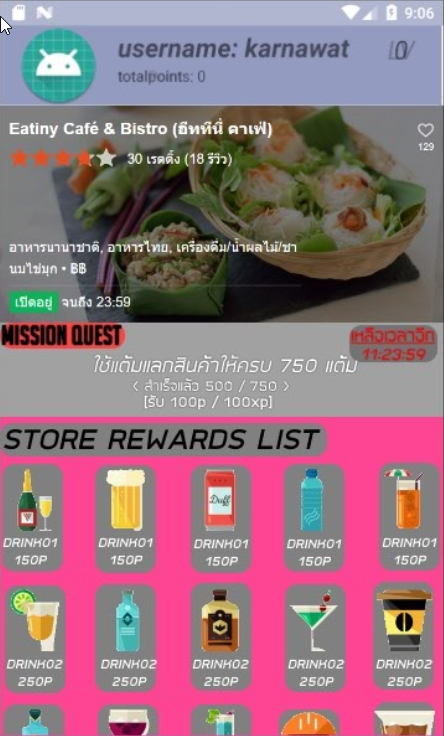 9:06
username: karnawat
totalpoints: 0
Eatiny Café & Bistro (อีททีนี่ คาเฟ่)
30 เรตติ้ง (18 รีวิว)
129
อาหารนานาชาติ, อาหารไทย, เครื่องดื่ม/น้ำผลไม้/ชา
นมไข่มุก • ฿฿
เปิดอยู่ จนถึง 23:59
MISSION QUEST
เหลือเวลาอีก
11:23:59
ใช้แต้มแลกสินค้าให้ครบ 750 แต้ม
< สำเร็จแล้ว 500 / 750 >
[รับ 100p / 100xp]
STORE REWARDS LIST
Duff
DRINK01 DRINK01 DRINK01 DRINK01 DRINK01
150P 150P 150P 150P 150P
DRINK02 DRINK02 DRINK02 DRINK02 DRINK02
250P 250P 250P 250P 250P